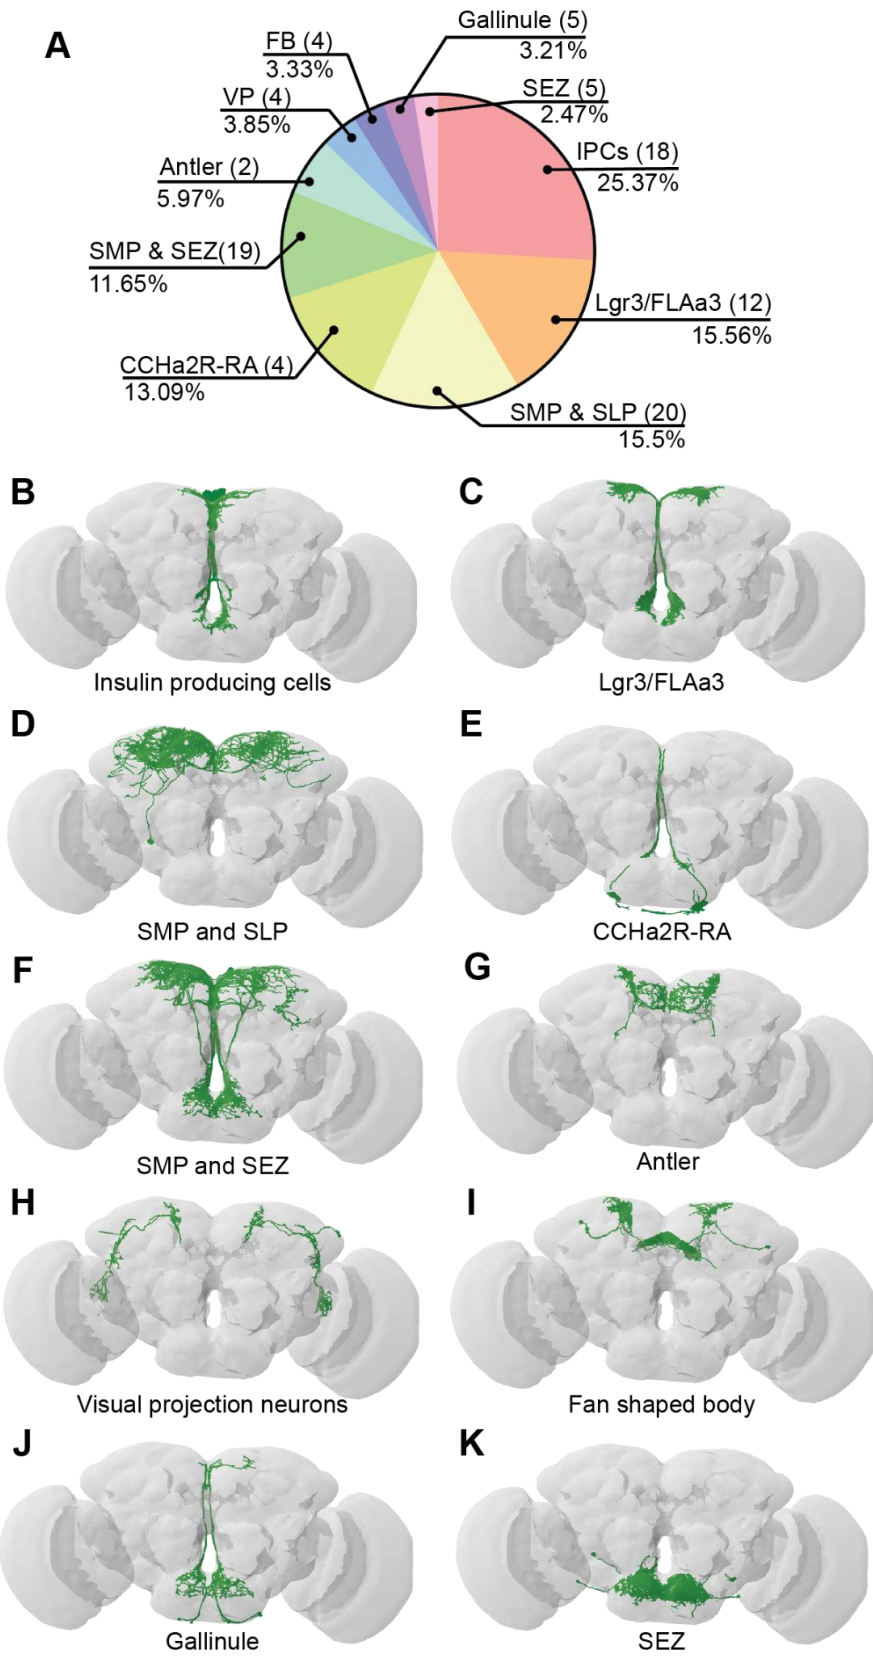 A
Gallinule (5)
3.21%
FB (4)
3.33%
SEZ (5)
2.47%
VP (4)
3.85%
IPCs (18)
25.37%
Antler (2)
5.97%
SMP & SEZ(19)
11.65%
Lgr3/FLAa3 (12)
15.56%
CCHa2R-RA (4)
13.09%
SMP & SLP (20)
15.5%
B
Insulin producing cells
C
Lgr3/FLAa3
D
SMP and SLP
E
CCHa2R-RA
F
SMP and SEZ
G
Antler
H
Visual projection neurons
I
Fan shaped body
J
Gallinule
K
SEZ